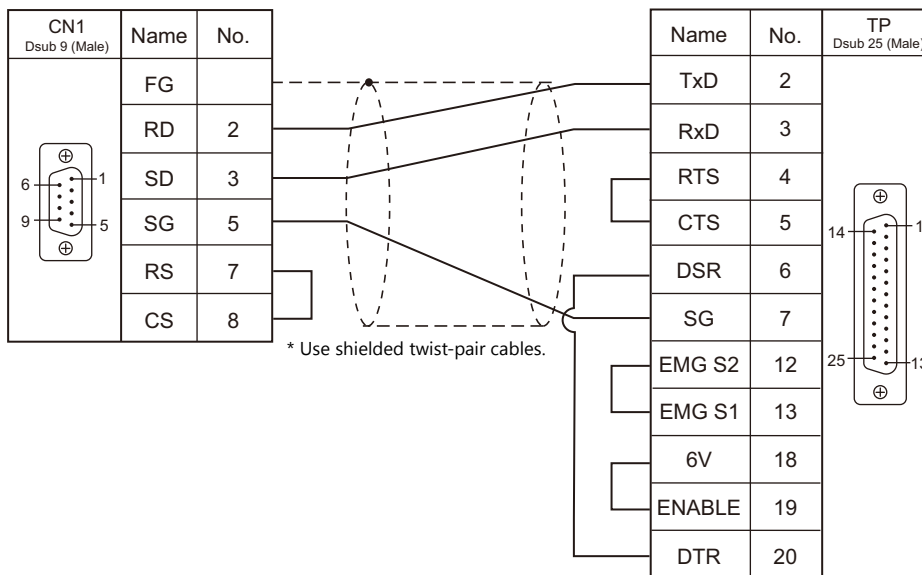 CN1
Dsub 9 (Male)
Name No.
FG
RD 2
SD 3
SG 5
RS 7
CS 8
6 1
9 5
* Use shielded twist-pair cables.
Name No.
TxD 2
RxD 3
RTS 4
CTS 5
DSR 6
SG 7
EMG S2 12
EMG S1 13
6V 18
ENABLE 19
DTR 20
TP
Dsub 25 (Male)
14 1
25 13